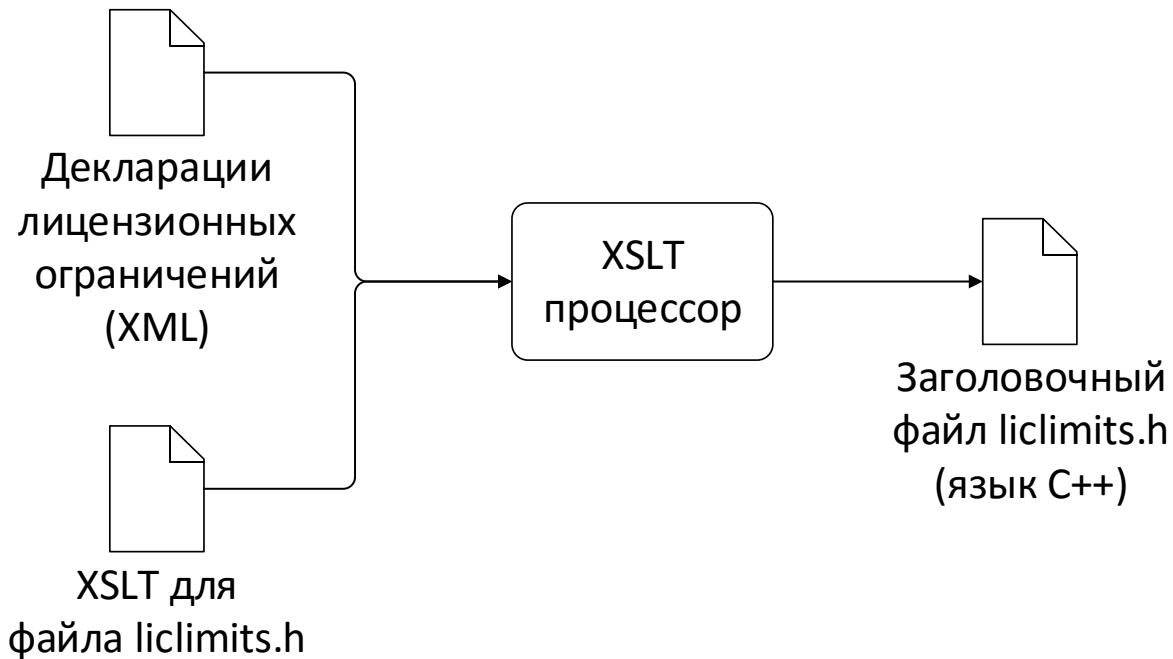 Декларации
лицензионных
ограничений
(XML)
XSLT для
файла liclimits.h
XSLT
процессор
Заголовочный
файл liclimits.h
(язык C++)